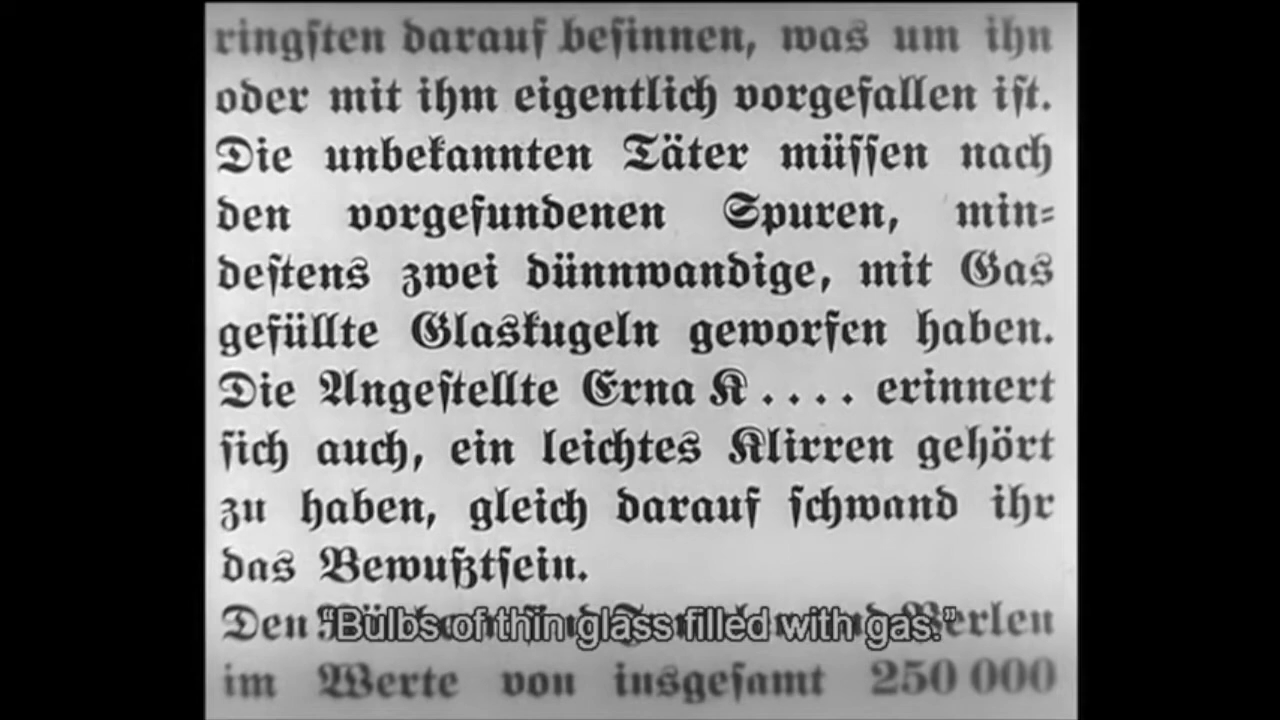 ringsten darauf besinnen, was um ihn
oder mit ihm eigentlich vorgefallen ist.
Die unbekannten Täter müssen nach
den vorgefundenen Spuren, min=
destens zwei dünnwandige, mit Gas
gefüllte Glaskugeln geworfen haben.
Die Angestellte Erna K . . . . erinnert
sich auch, ein leichtes Klirren gehört
zu haben, gleich darauf schwand ihr
das Bewußtsein.
Den
“Bulbs of thin glass filled with gas.”
im Werte von insgesamt 250 000